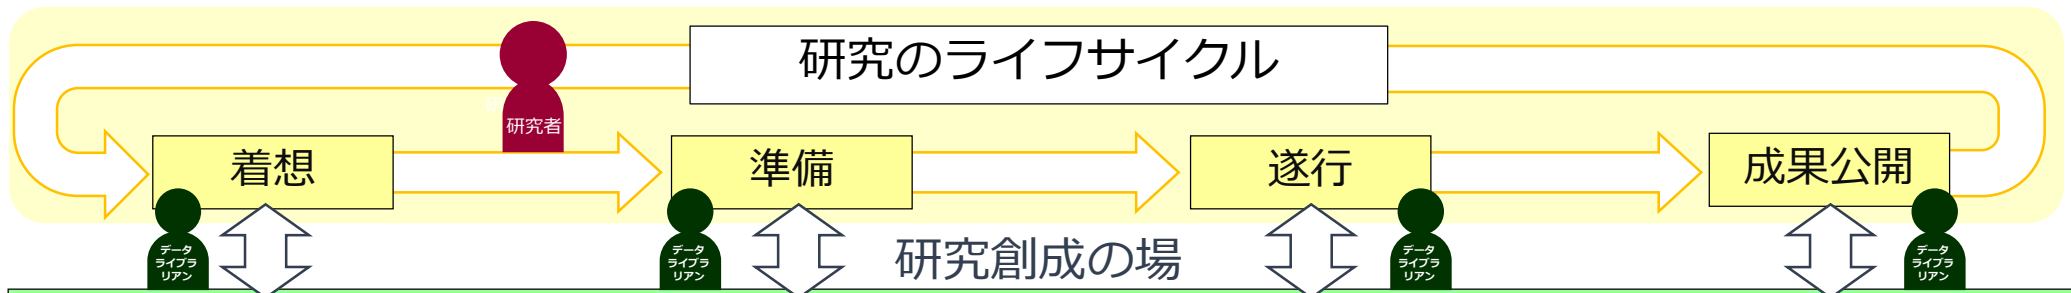 研究のライフサイクル
研究者
着想
準備
遂行
成果公開
データ
ライブラ
リアン
データ
ライブラ
リアン
研究創成の場
データ
ライブラ
リアン
データ
ライブラ
リアン